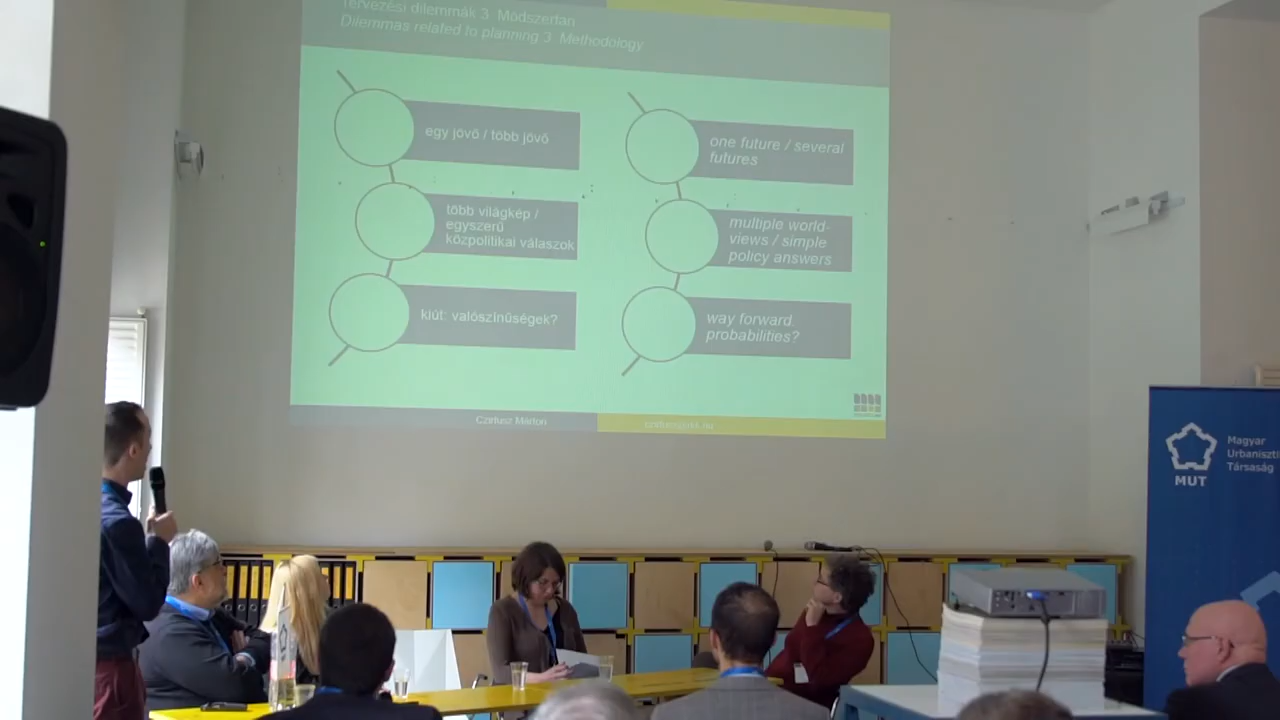 Tervezési dilemmák 3. Módszertan
Dilemmas related to planning 3. Methodology
egy jövő / több jövő
több világkép /
egyszerű
közpolitikai válaszok
kiút: valószínűségek?
one future / several
futures
multiple world-
views / simple
policy answers
way forward:
probabilities?
Czirfusz Márton
Magyar
Urbanisztikai
Társaság
MUT